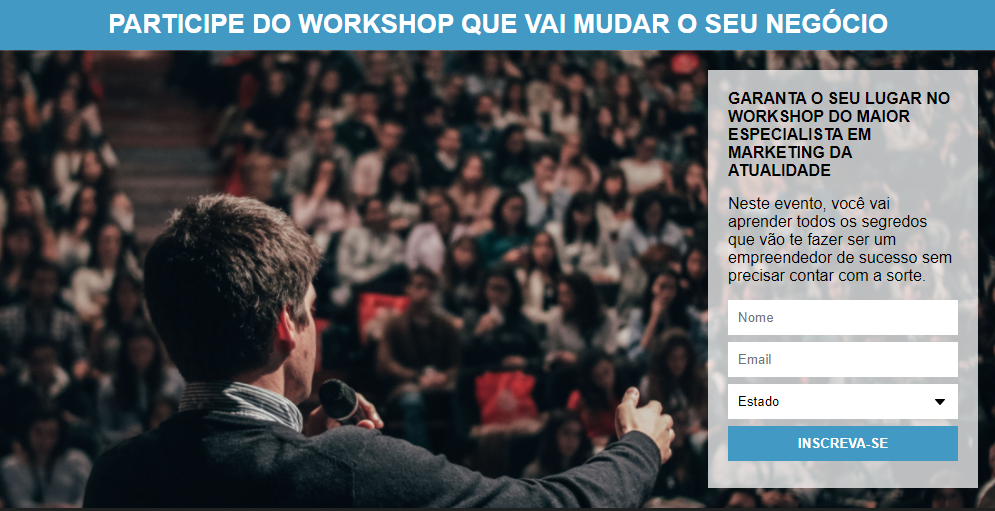 PARTICIPE DO WORKSHOP QUE VAI MUDAR O SEU NEGÓCIO
GARANTA O SEU LUGAR NO
WORKSHOP DO MAIOR
ESPECIALISTA EM
MARKETING DA
ATUALIDADE
Neste evento, você vai
aprender todos os segredos
que vão te fazer ser um
empreendedor de sucesso sem
precisar contar com a sorte.
Nome
Email
Estado
INSCREVA-SE